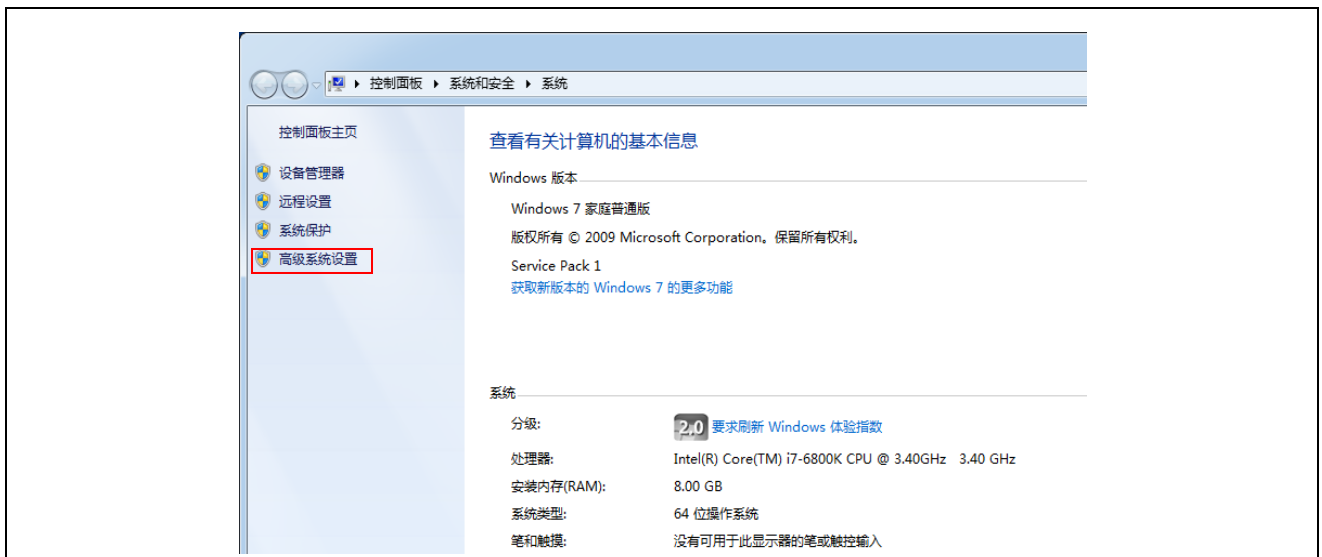 控制面板 系统和安全 系统
控制面板主页
设备管理器
远程设置
系统保护
高级系统设置
查看有关计算机的基本信息
Windows 版本
Windows 7 家庭普通版
版权所有 © 2009 Microsoft Corporation。保留所有权利。
Service Pack 1
获取新版本的 Windows 7 的更多功能
系统
分级: 2.0 要求刷新 Windows 体验指数
处理器: Intel(R) Core(TM) i7-6800K CPU @ 3.40GHz 3.40 GHz
安装内存(RAM): 8.00 GB
系统类型: 64 位操作系统
笔和触摸: 没有可用于此显示器的笔或触控输入